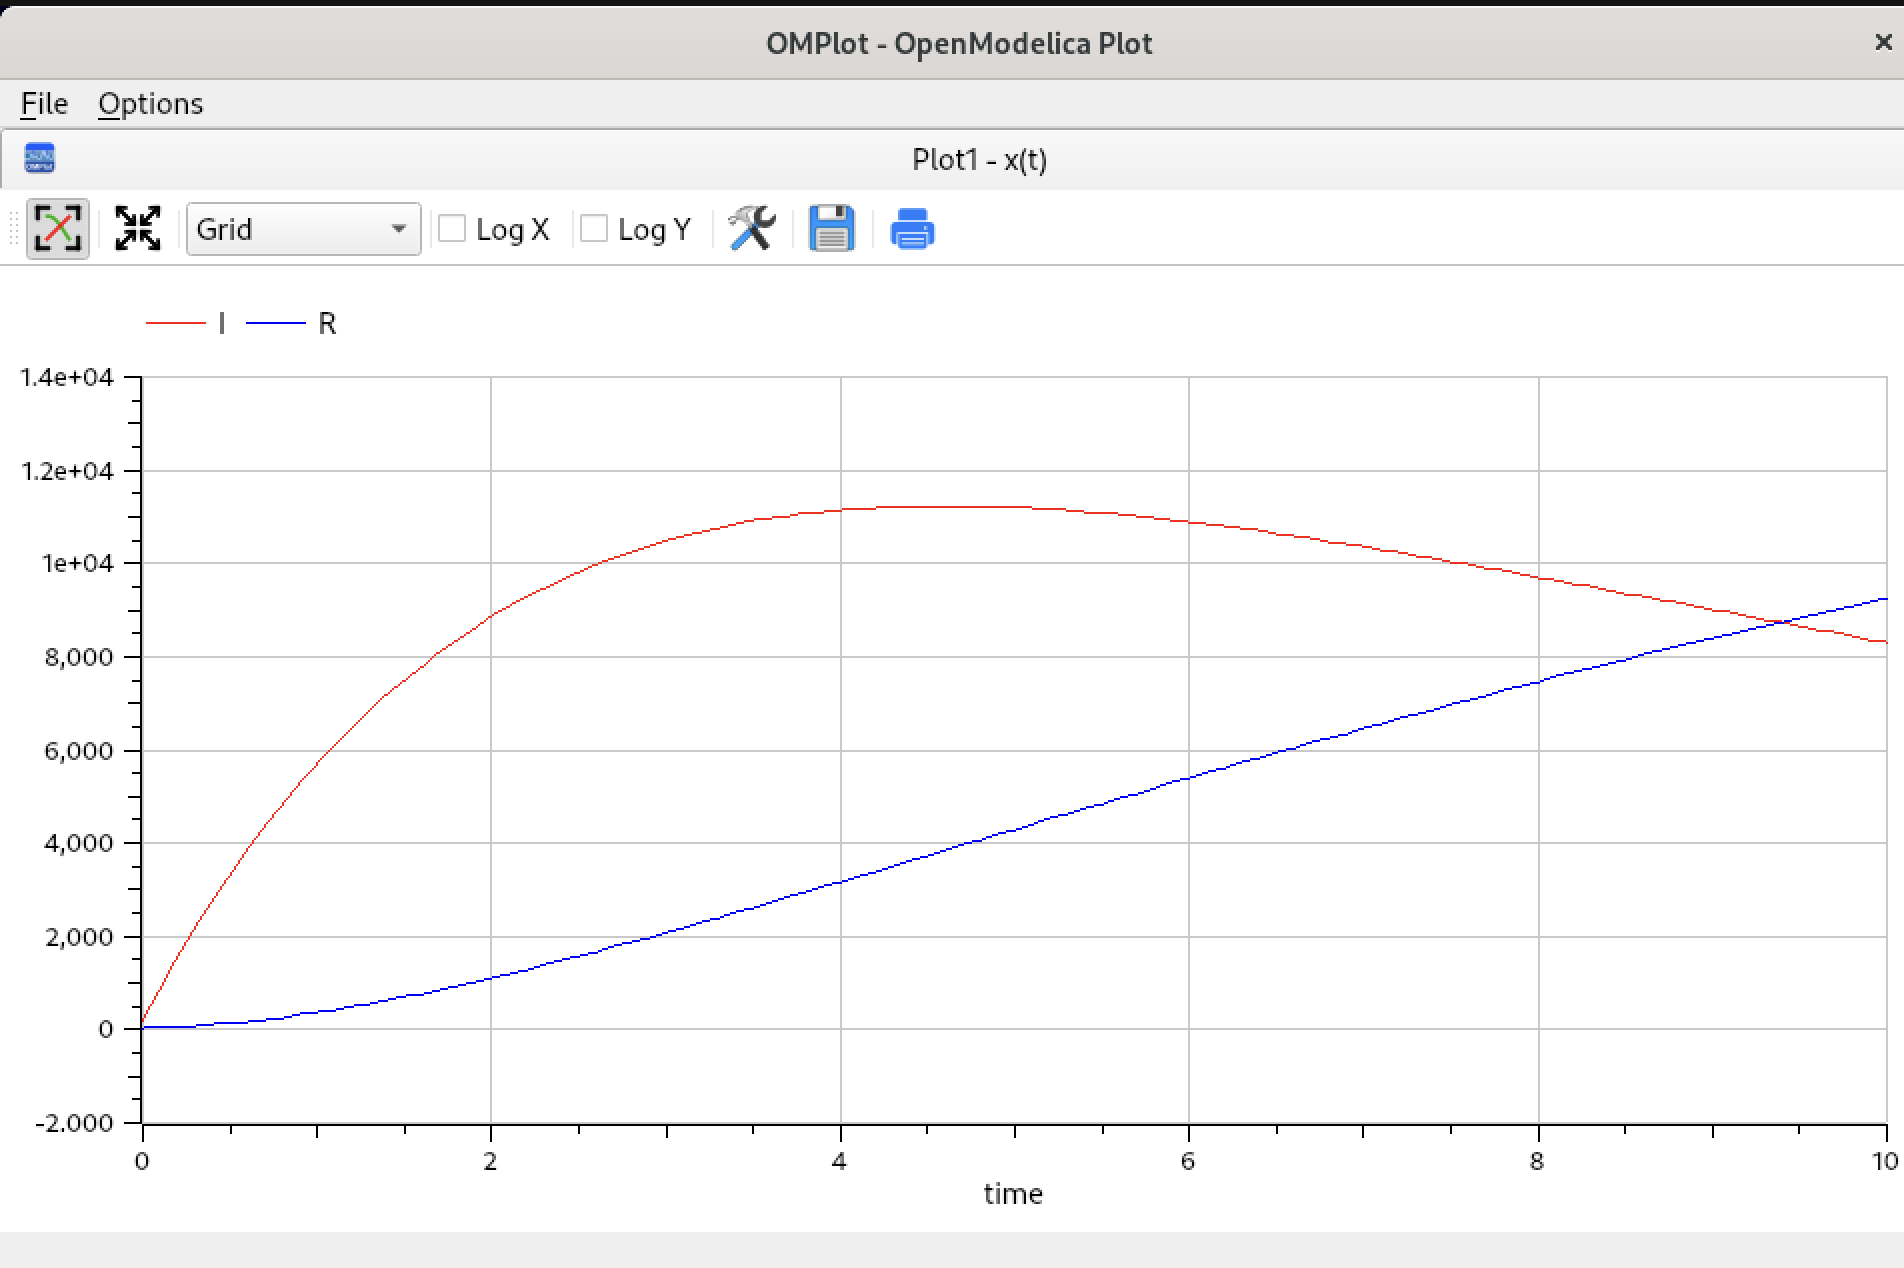 OMPlot - OpenModelica Plot
File Options
Plot1 - x(t)
Grid Log X Log Y
I R
1.4e+04
1.2e+04
1e+04
8,000
6,000
4,000
2,000
0
-2.000
0 2 4 6 8 10
time